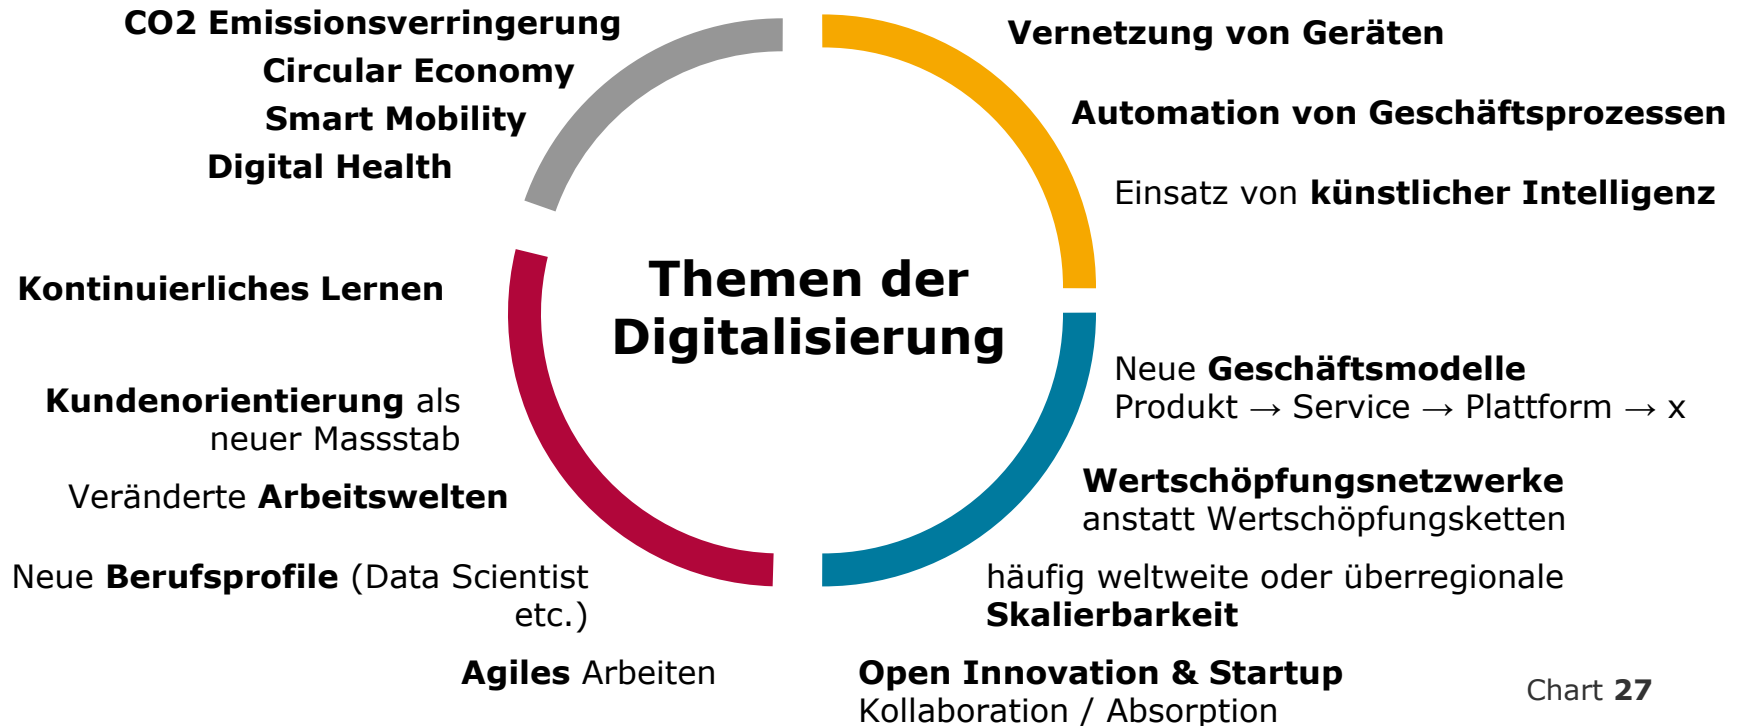 CO2 Emissionsverringerung
Circular Economy
Smart Mobility
Digital Health
Vernetzung von Geräten
Automation von Geschäftsprozessen
Einsatz von künstlicher Intelligenz
Themen der
Digitalisierung
Kontinuierliches Lernen
Kundenorientierung als
neuer Massstab
Veränderte Arbeitswelten
Neue Berufsprofile (Data Scientist
etc.)
Agiles Arbeiten
Neue Geschäftsmodelle
Produkt → Service → Plattform → x
Wertschöpfungsnetzwerke
anstatt Wertschöpfungsketten
häufig weltweite oder überregionale
Skalierbarkeit
Open Innovation & Startup
Kollaboration / Absorption
Chart 27